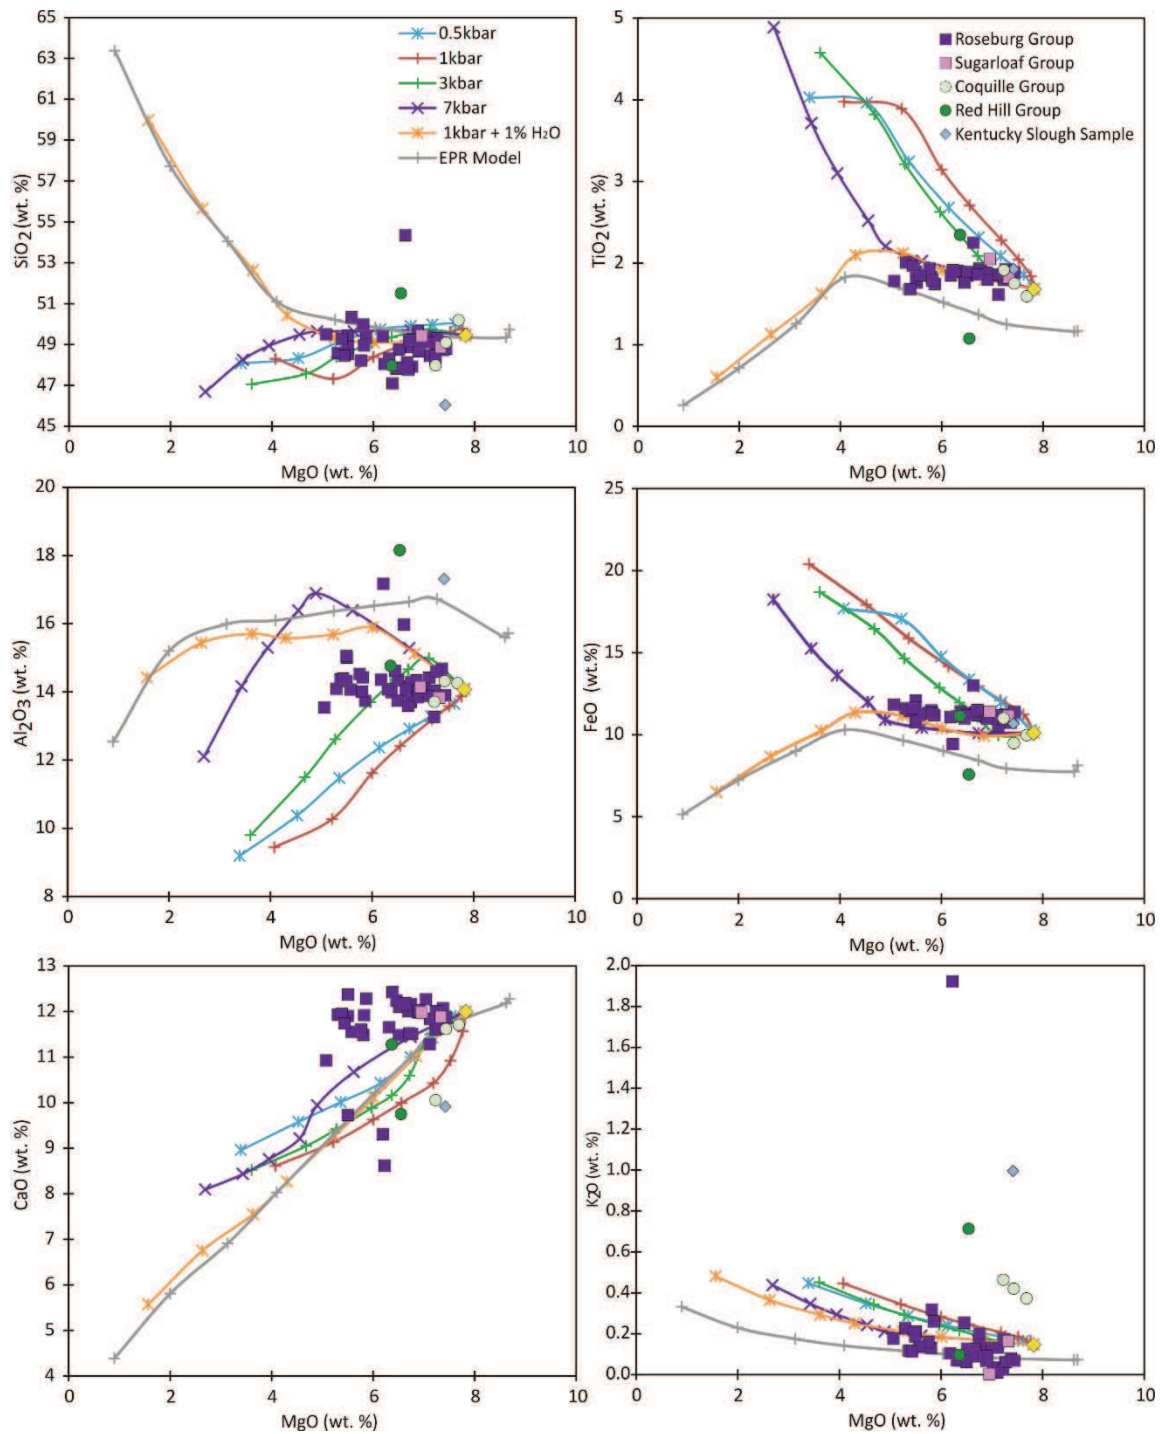 65
63
61
59
57
55
53
51
49
47
45
SiO2 (wt. %)
0.5kbar
1kbar
3kbar
7kbar
1kbar + 1% H2O
EPR Model
0 2 4 6 8 10
MgO (wt. %)
5
4
3
2
1
0
TiO2 (wt. %)
Roseburg Group
Sugarloaf Group
Coquille Group
Red Hill Group
Kentucky Slough Sample
0 2 4 6 8 10
MgO (wt. %)
20
18
16
14
12
10
8
Al2O3 (wt. %)
0 2 4 6 8 10
MgO (wt. %)
25
20
15
10
5
0
FeO (wt. %)
0 2 4 6 8 10
Mgo (wt. %)
13
12
11
10
9
8
7
6
5
4
CaO (wt. %)
0 2 4 6 8 10
MgO (wt. %)
2.0
1.8
1.6
1.4
1.2
1.0
0.8
0.6
0.4
0.2
0.0
K2O (wt. %)
0 2 4 6 8 10
MgO (wt. %)